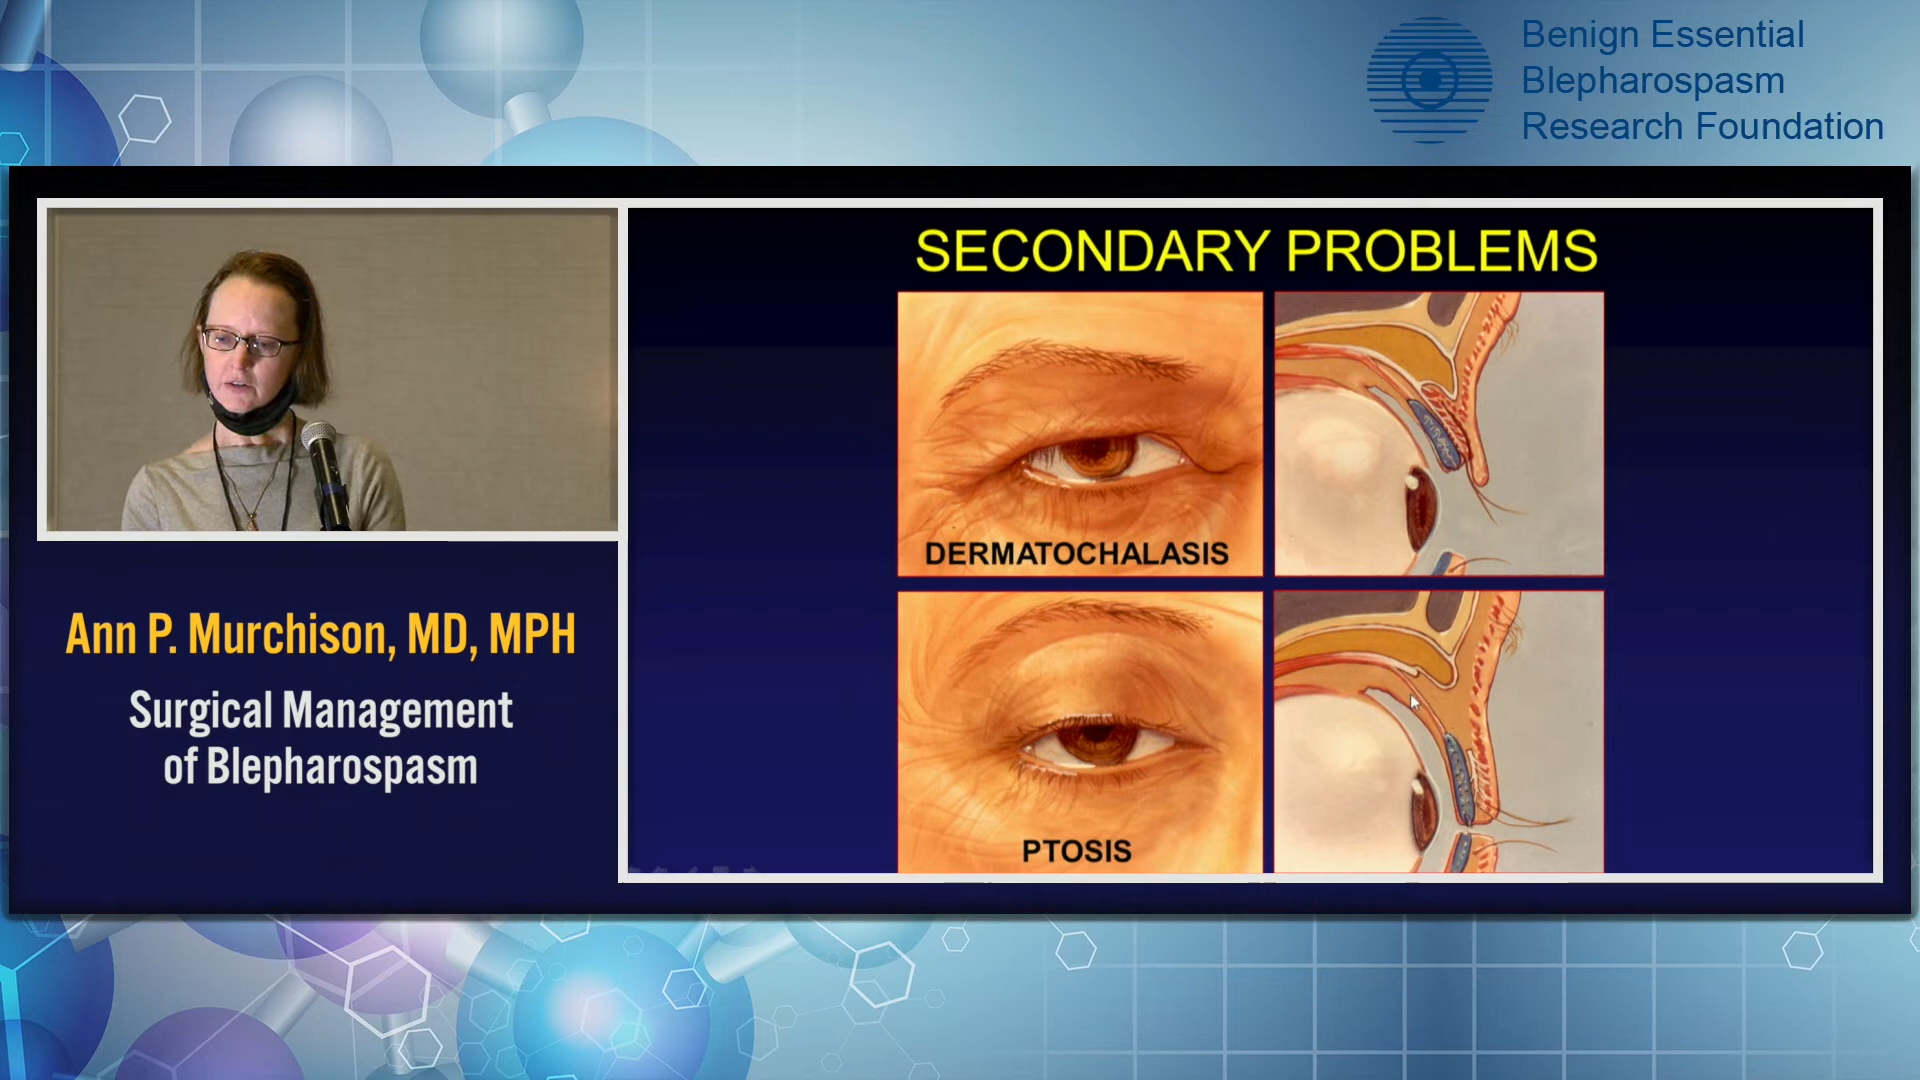 Benign Essential
Blepharospasm
Research Foundation
SECONDARY PROBLEMS
DERMATOCHALASIS
PTOSIS
Ann P. Murchison, MD, MPH
Surgical Management
of Blepharospasm